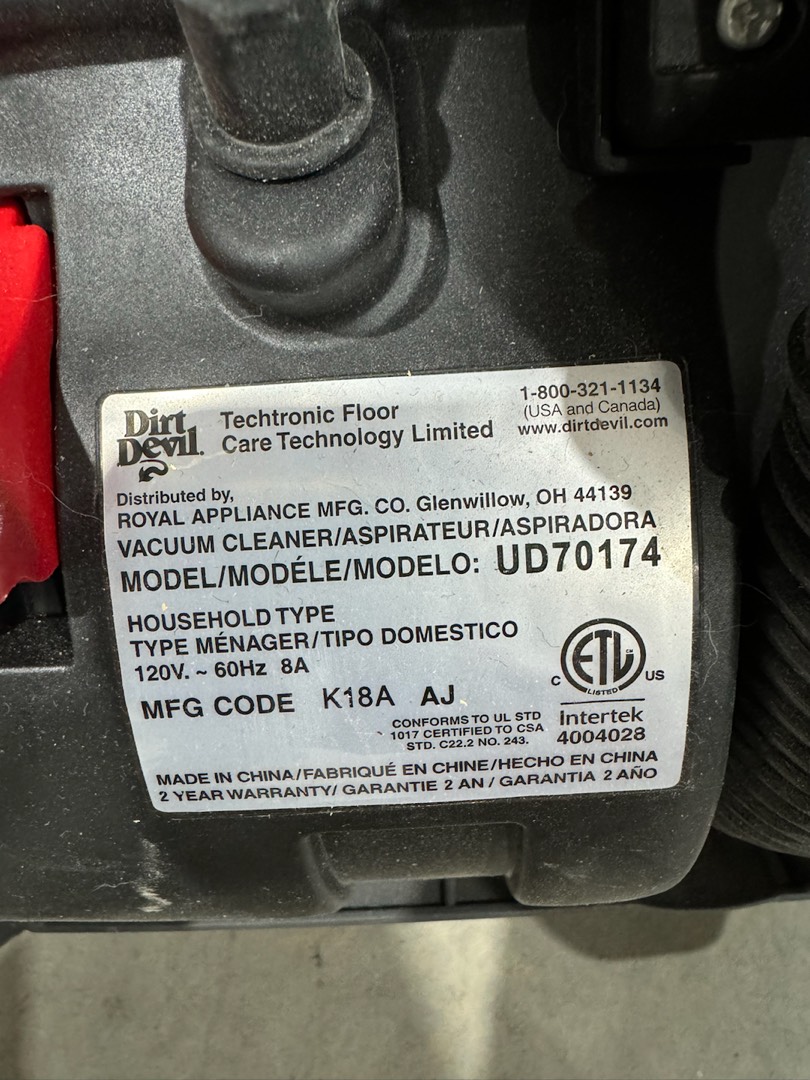 Dirt
Devil.
Techtronic Floor
Care Technology Limited
1-800-321-1134
(USA and Canada)
www.dirtdevil.com
Distributed by,
ROYAL APPLIANCE MFG. CO. Glenwillow, OH 44139
VACUUM CLEANER/ASPIRATEUR/ASPIRADORA
MODEL/MODÉLE/MODELO: UD70174
HOUSEHOLD TYPE
TYPE MÉNAGER/TIPO DOMESTICO
120V. ~ 60Hz 8A
MFG CODE K18A AJ
CONFORMS TO UL STD
1017 CERTIFIED TO CSA
STD. C22.2 NO. 243.
ETL
LISTED
C US
Intertek
4004028
MADE IN CHINA/FABRIQUÉ EN CHINE/HECHO EN CHINA
2 YEAR WARRANTY/ GARANTIE 2 AN / GARANTIA 2 AÑO